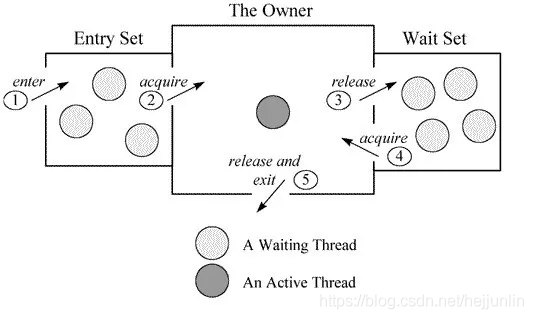 The Owner
Entry Set
Wait Set
enter
1
acquire
2
release
3
acquire
4
release and
exit
5
A Waiting Thread
An Active Thread
https://blog.csdn.net/hejjunlin